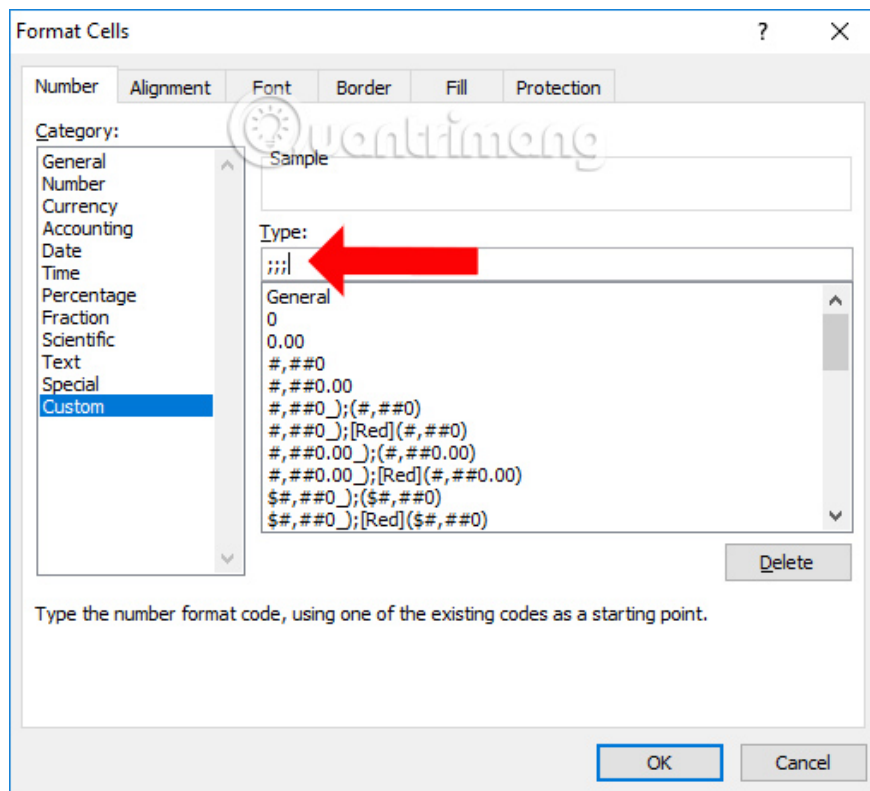 Format Cells
Number Alignment Font Border Fill Protection
Quantrimang
Category:
General
Number
Currency
Accounting
Date
Time
Percentage
Fraction
Scientific
Text
Special
Custom
Sample
Type:
;;;
General
0
0.00
#,##0
#,##0.00
#,##0_);(#,##0)
#,##0_);[Red](#,##0)
#,##0.00_);(#,##0.00)
#,##0.00_);[Red](#,##0.00)
$#,##0_);($#,##0)
$#,##0_);[Red]($#,##0)
Delete
Type the number format code, using one of the existing codes as a starting point.
OK Cancel